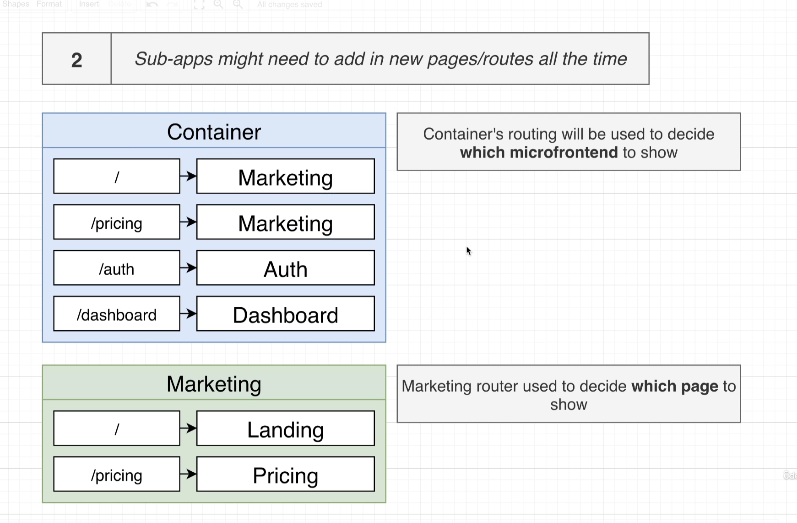 Shapes Format Insert All changes saved
2 Sub-apps might need to add in new pages/routes all the time
Container
/ Marketing
/pricing Marketing
/auth Auth
/dashboard Dashboard
Container's routing will be used to decide
which microfrontend to show
Marketing
/ Landing
/pricing Pricing
Marketing router used to decide which page to
show